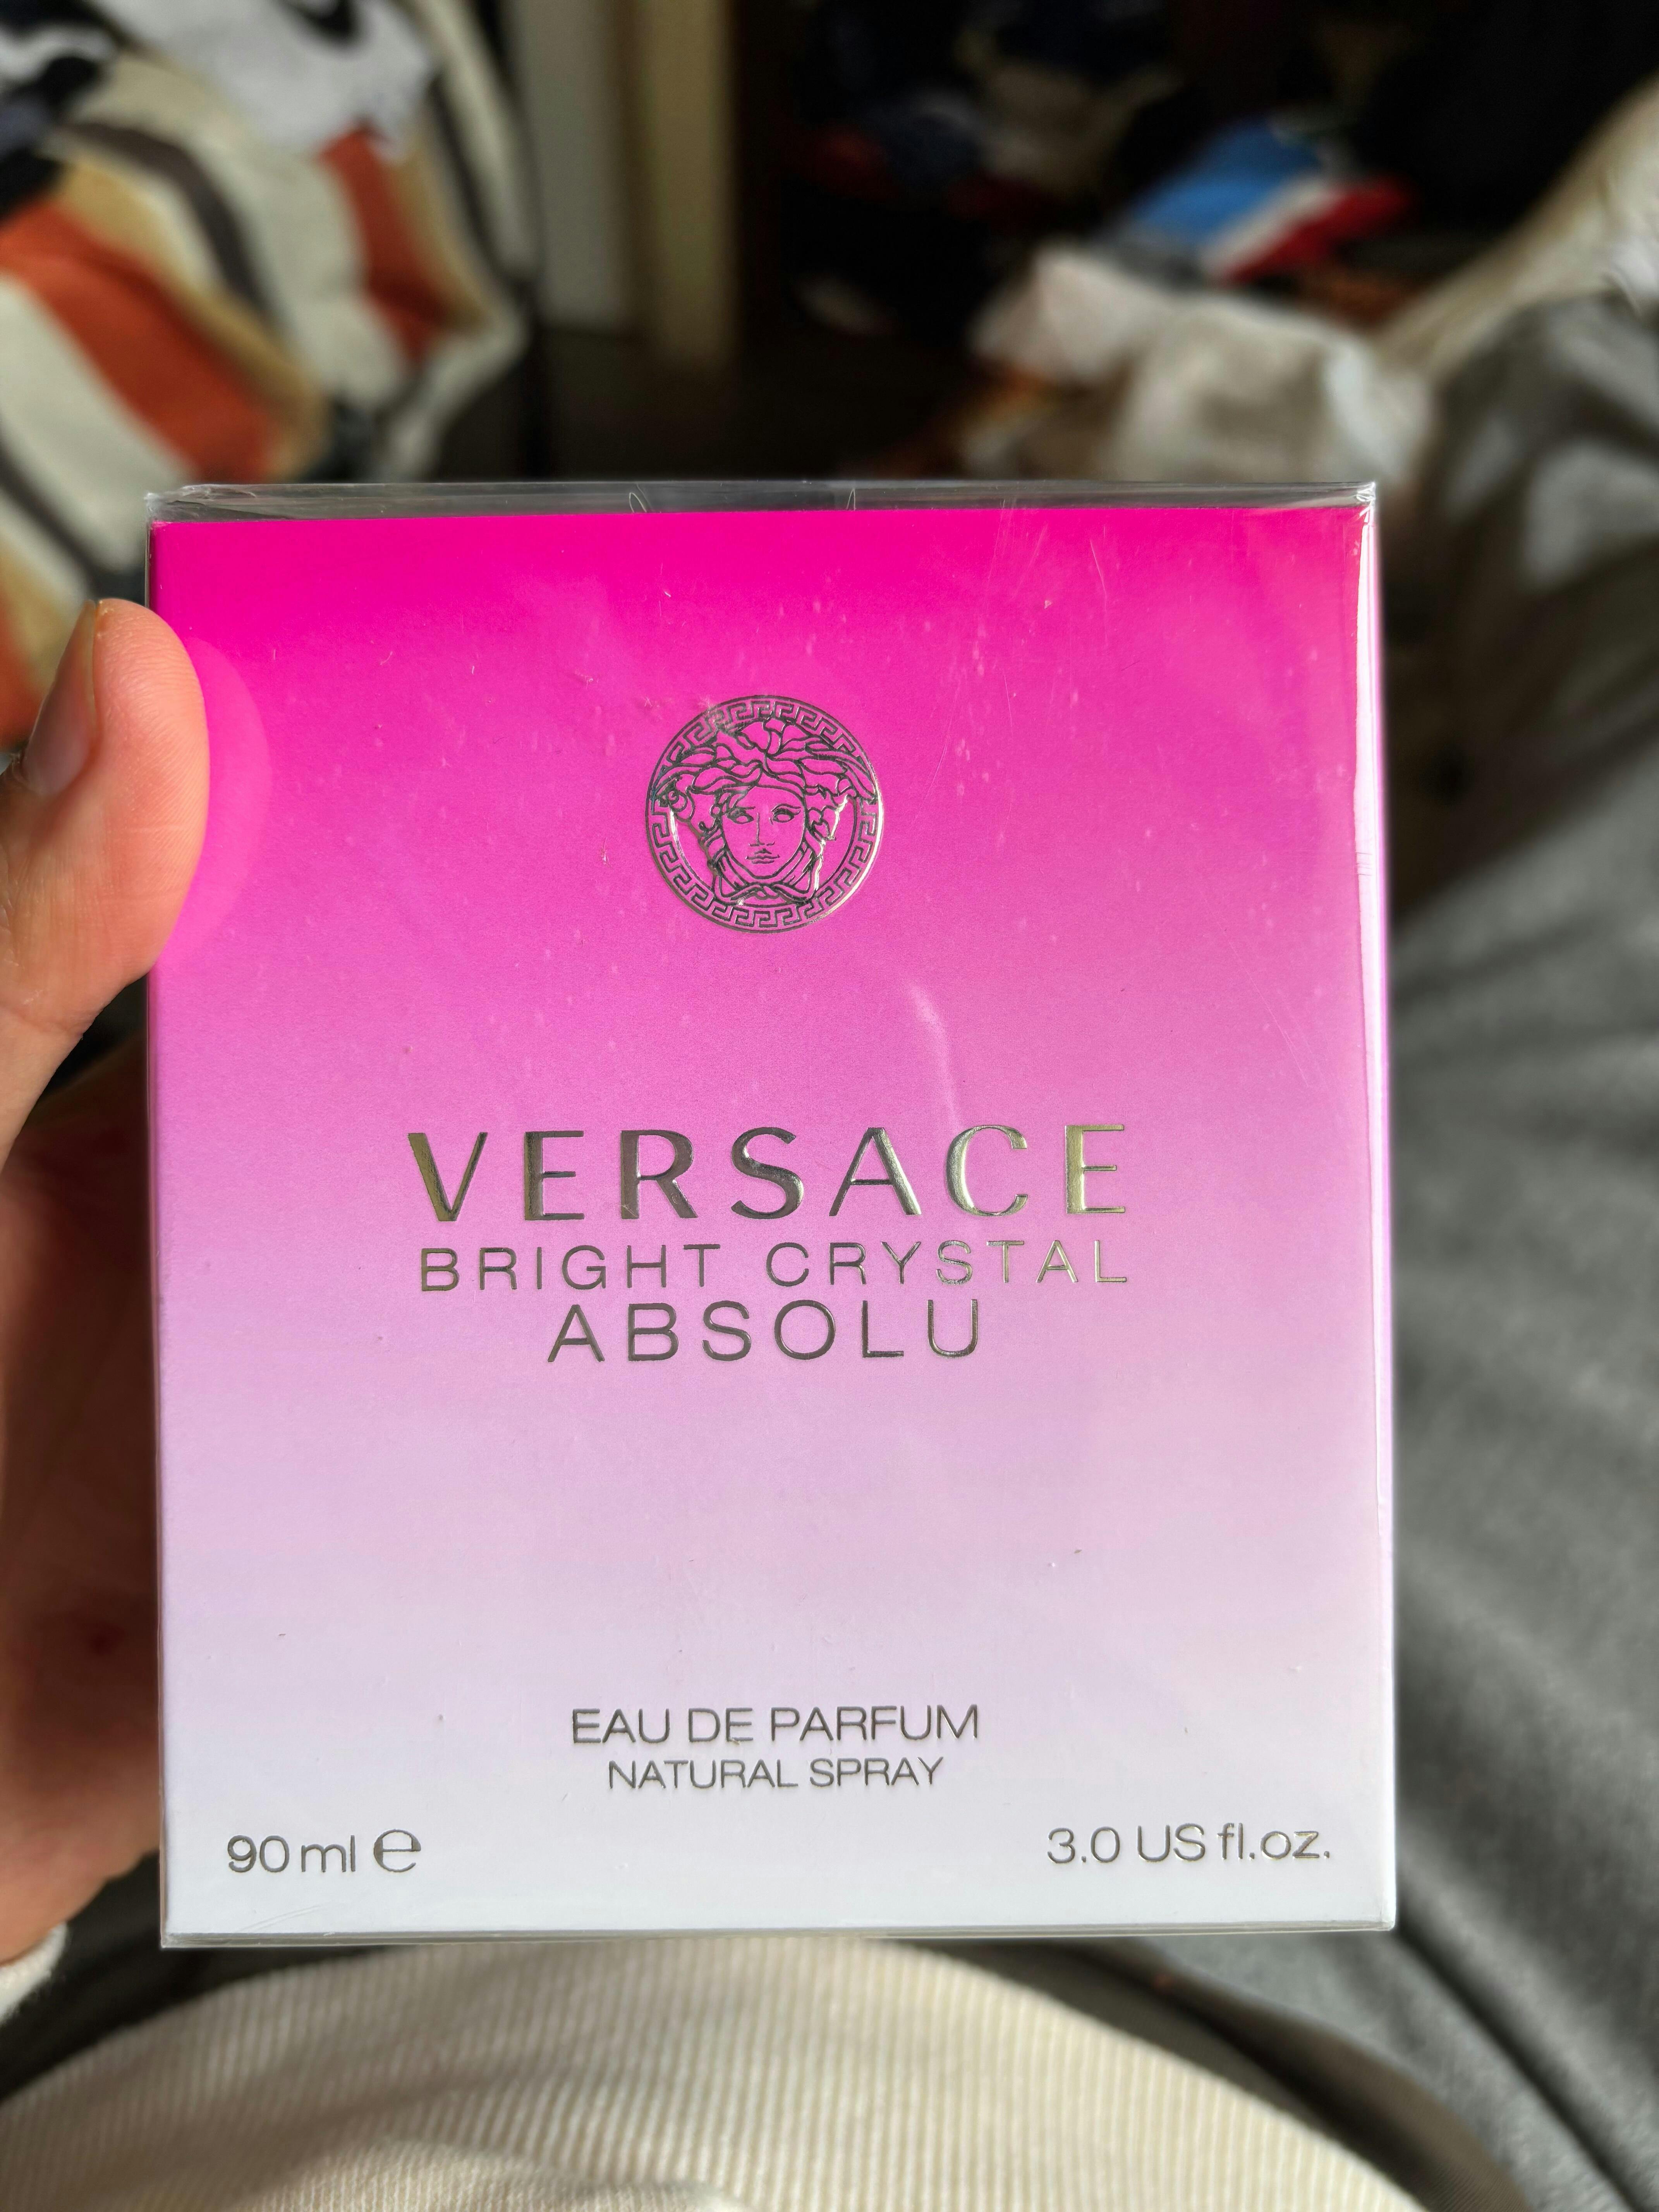 VERSACE
BRIGHT CRYSTAL
ABSOLU
EAU DE PARFUM
NATURAL SPRAY
90 ml ℮
3.0 US fl.oz.